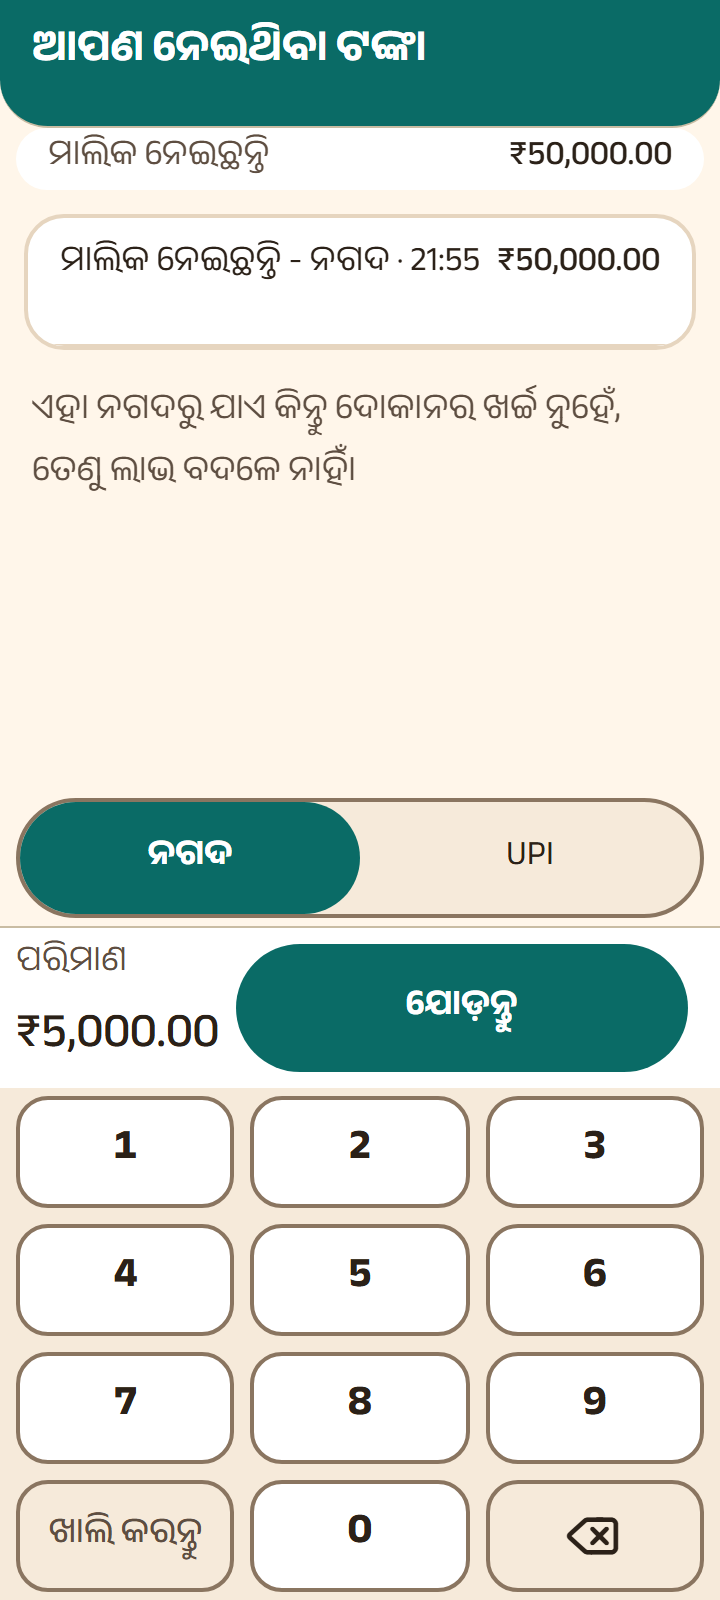 ଆପଣ ନେଇଥିବା ଟଙ୍କା
ମାଲିକ ନେଇଛନ୍ତି ₹50,000.00
ମାଲିକ ନେଇଛନ୍ତି - ନଗଦ · 21:55 ₹50,000.00
ଏହା ନଗଦରୁ ଯାଏ କିନ୍ତୁ ଦୋକାନର ଖର୍ଚ୍ଚ ନୁହେଁ,
ତେଣୁ ଲାଭ ବଦଳେ ନାହିଁ।
ନଗଦ UPI
ପରିମାଣ
₹5,000.00 ଯୋଡ଼ନ୍ତୁ
1 2 3
4 5 6
7 8 9
ଖାଲି କରନ୍ତୁ 0